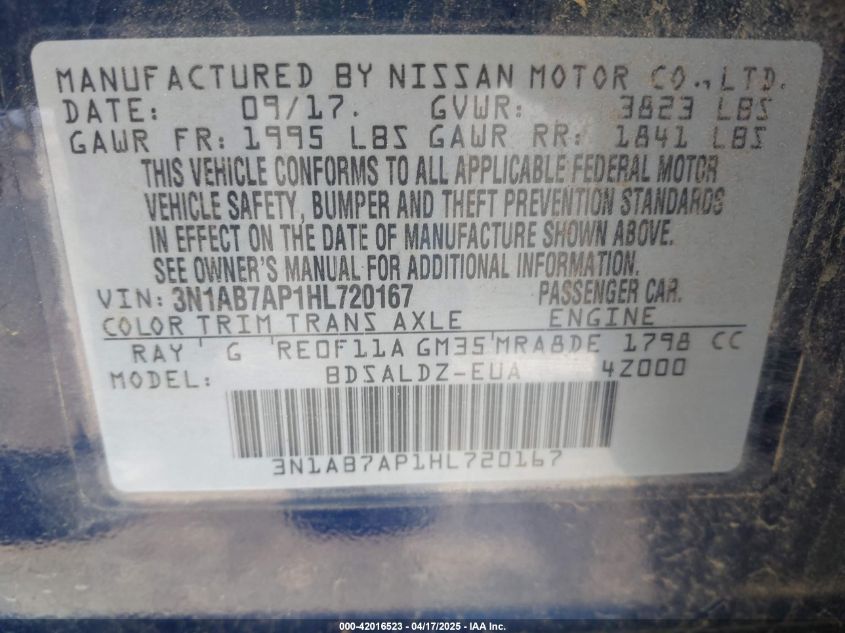 MANUFACTURED BY NISSAN MOTOR CO., LTD.
DATE: 09/17. GVWR: 3823 LBS
GAWR FR: 1995 LBS GAWR RR: 1841 LBS
THIS VEHICLE CONFORMS TO ALL APPLICABLE FEDERAL MOTOR
VEHICLE SAFETY, BUMPER AND THEFT PREVENTION STANDARDS
IN EFFECT ON THE DATE OF MANUFACTURE SHOWN ABOVE.
SEE OWNER'S MANUAL FOR ADDITIONAL INFORMATION.
VIN: 3N1AB7AP1HL720167 PASSENGER CAR.
COLOR TRIM TRANS AXLE ENGINE
RAY G RE0F11A GM35 MRA8DE 1798 CC
MODEL: BDSALDZ-EUA 4Z000
3N1AB7AP1HL720167
000-42016523 - 04/17/2025 - IAA Inc.